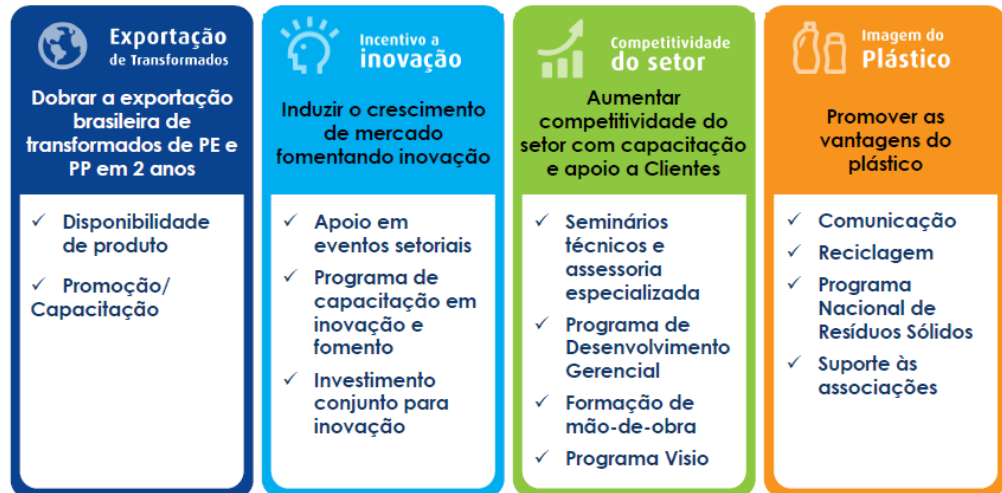 Exportação
de Transformados
Dobrar a exportação
brasileira de
transformados de PE e
PP em 2 anos
✓ Disponibilidade
de produto
✓ Promoção/
Capacitação
Incentivo a
inovação
Induzir o crescimento
de mercado
fomentando inovação
✓ Apoio em
eventos setoriais
✓ Programa de
capacitação em
inovação e
fomento
✓ Investimento
conjunto para
inovação
Competitividade
do setor
Aumentar
competitividade do
setor com capacitação
e apoio a Clientes
✓ Seminários
técnicos e
assessoria
especializada
✓ Programa de
Desenvolvimento
Gerencial
✓ Formação de
mão-de-obra
✓ Programa Visio
Imagem do
Plástico
Promover as
vantagens do
plástico
✓ Comunicação
✓ Reciclagem
✓ Programa
Nacional de
Resíduos Sólidos
✓ Suporte às
associações